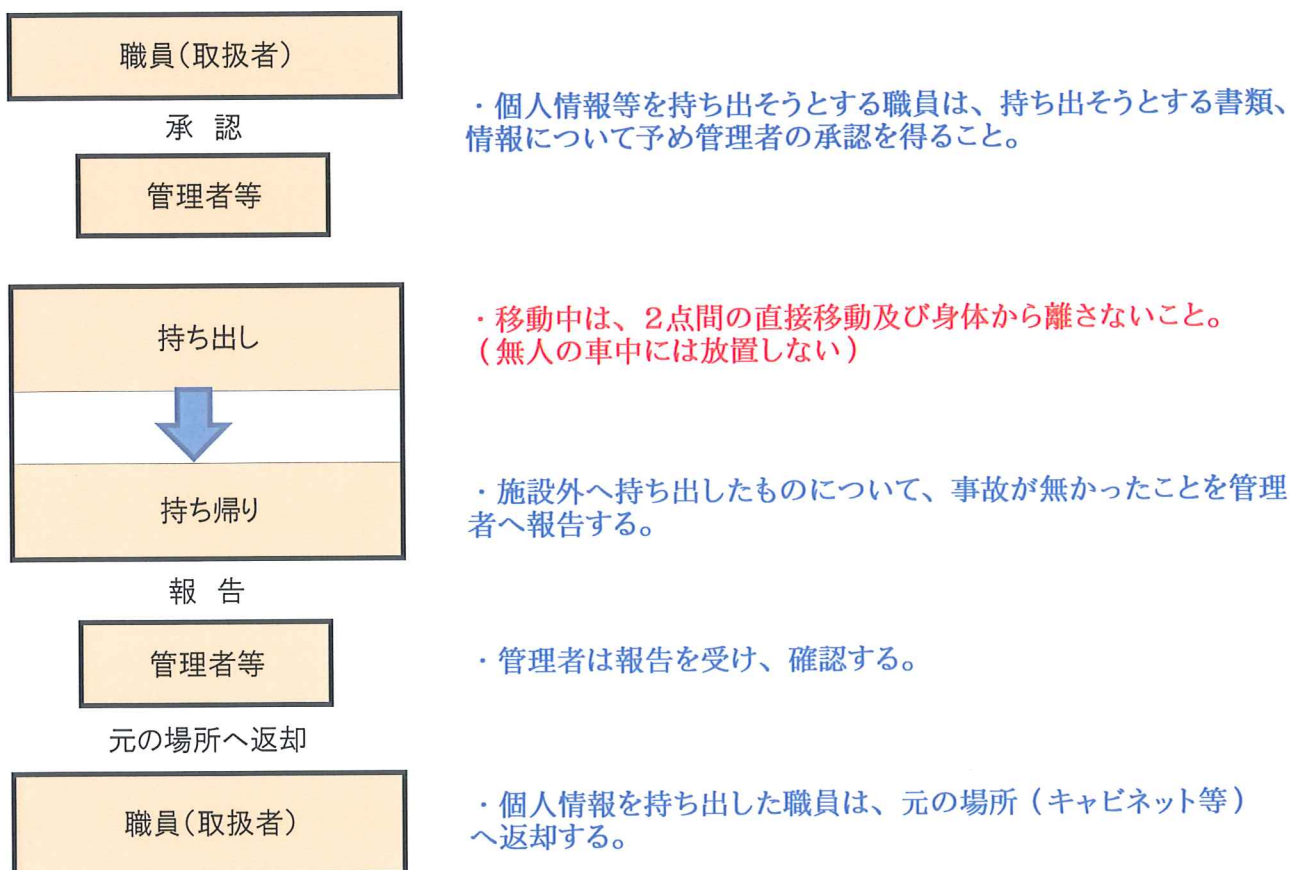 職員(取扱者)
・個人情報等を持ち出そうとする職員は、持ち出そうとする書類、
情報について予め管理者の承認を得ること。
承 認
管理者等
持ち出し
・移動中は、2点間の直接移動及び身体から離さないこと。
(無人の車中には放置しない)
持ち帰り
・施設外へ持ち出したものについて、事故が無かったことを管理
者へ報告する。
報 告
管理者等
・管理者は報告を受け、確認する。
元の場所へ返却
職員(取扱者)
・個人情報を持ち出した職員は、元の場所(キャビネット等)
へ返却する。